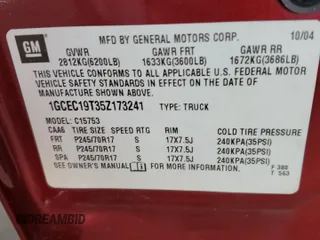 GM
MFD BY GENERAL MOTORS CORP. 10/04
GVWR GAWR FRT GAWR RR
2812KG(6200LB) 1633KG(3600LB) 1672KG(3686LB)
THIS VEHICLE CONFORMS TO ALL APPLICABLE U.S. FEDERAL MOTOR
VEHICLE SAFETY STANDARDS IN EFFECT ON THE DATE OF
MANUFACTURE SHOWN ABOVE.
1GCEC19T35Z173241 TYPE: TRUCK
MODEL: C15753
CAA6 TIRE SIZE SPEED RTG RIM COLD TIRE PRESSURE
FRT P245/70R17 S 17X7.5J 240KPA(35PSI)
RR P245/70R17 S 17X7.5J 240KPA(35PSI)
SPA P245/70R17 S 17X7.5J 240KPA(35PSI)
SEE OWNER'S MANUAL FOR ADDITIONAL INFORMATION.
F 380
T 563
© iDREAMBID